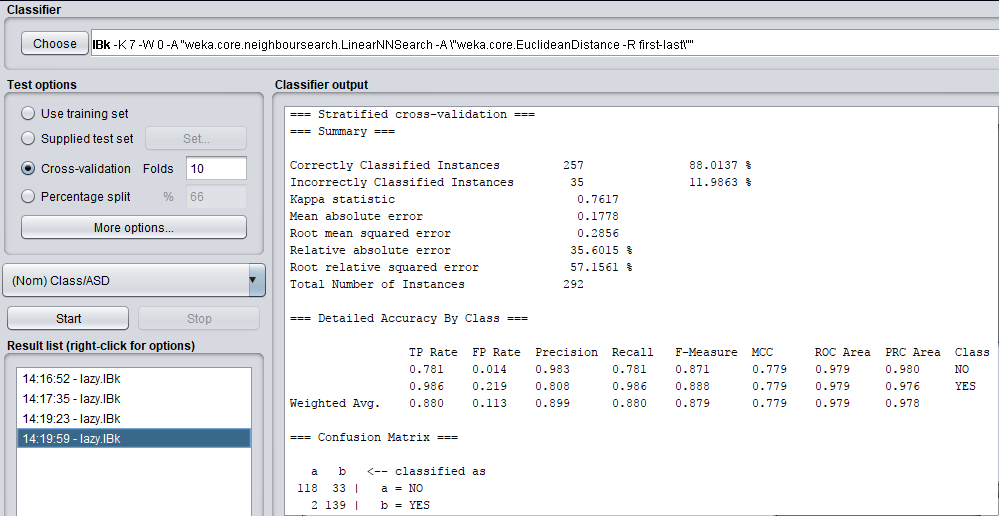 Classifier
Choose IBk -K 7 -W 0 -A "weka.core.neighboursearch.LinearNNSearch -A \"weka.core.EuclideanDistance -R first-last\""
Test options
Use training set
Supplied test set Set...
Cross-validation Folds 10
Percentage split % 66
More options...
(Nom) Class/ASD
Start Stop
Result list (right-click for options)
14:16:52 - lazy.IBk
14:17:35 - lazy.IBk
14:19:23 - lazy.IBk
14:19:59 - lazy.IBk
Classifier output
=== Stratified cross-validation ===
=== Summary ===
Correctly Classified Instances 257 88.0137 %
Incorrectly Classified Instances 35 11.9863 %
Kappa statistic 0.7617
Mean absolute error 0.1778
Root mean squared error 0.2856
Relative absolute error 35.6015 %
Root relative squared error 57.1561 %
Total Number of Instances 292
=== Detailed Accuracy By Class ===
TP Rate FP Rate Precision Recall F-Measure MCC ROC Area PRC Area Class
0.781 0.014 0.983 0.781 0.871 0.779 0.979 0.980 NO
0.986 0.219 0.808 0.986 0.888 0.779 0.979 0.976 YES
Weighted Avg. 0.880 0.113 0.899 0.880 0.879 0.779 0.979 0.978
=== Confusion Matrix ===
a b <-- classified as
118 33 | a = NO
2 139 | b = YES